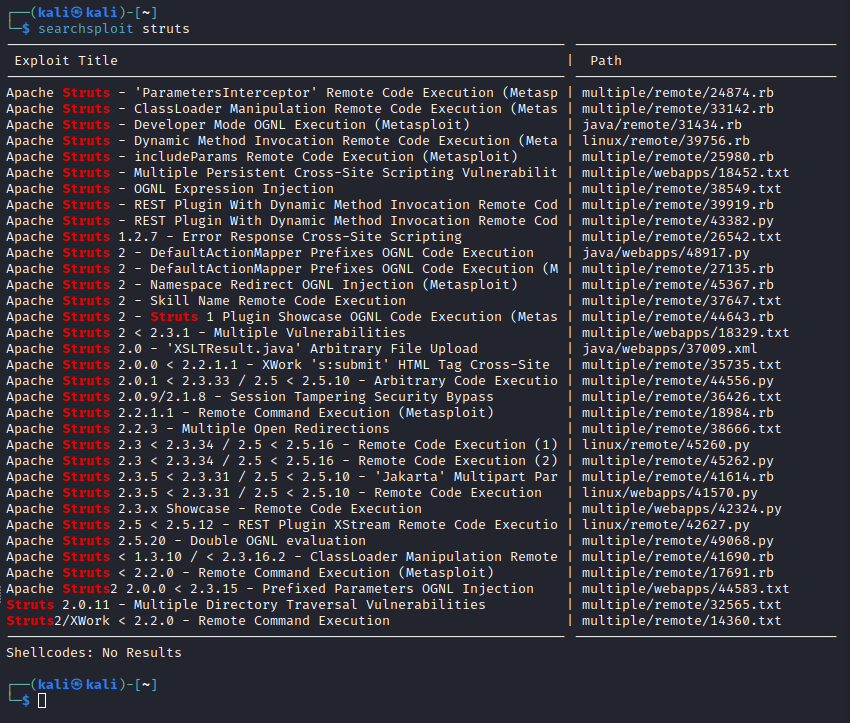 ┌──(kali㉿kali)-[~]
└─$ searchsploit struts
Exploit Title | Path
Apache Struts - 'ParametersInterceptor' Remote Code Execution (Metasp | multiple/remote/24874.rb
Apache Struts - ClassLoader Manipulation Remote Code Execution (Metas | multiple/remote/33142.rb
Apache Struts - Developer Mode OGNL Execution (Metasploit) | java/remote/31434.rb
Apache Struts - Dynamic Method Invocation Remote Code Execution (Meta | linux/remote/39756.rb
Apache Struts - includeParams Remote Code Execution (Metasploit) | multiple/remote/25980.rb
Apache Struts - Multiple Persistent Cross-Site Scripting Vulnerabilit | multiple/webapps/18452.txt
Apache Struts - OGNL Expression Injection | multiple/remote/38549.txt
Apache Struts - REST Plugin With Dynamic Method Invocation Remote Cod | multiple/remote/39919.rb
Apache Struts - REST Plugin With Dynamic Method Invocation Remote Cod | multiple/remote/43382.py
Apache Struts 1.2.7 - Error Response Cross-Site Scripting | multiple/remote/26542.txt
Apache Struts 2 - DefaultActionMapper Prefixes OGNL Code Execution | java/webapps/48917.py
Apache Struts 2 - DefaultActionMapper Prefixes OGNL Code Execution (M | multiple/remote/27135.rb
Apache Struts 2 - Namespace Redirect OGNL Injection (Metasploit) | multiple/remote/45367.rb
Apache Struts 2 - Skill Name Remote Code Execution | multiple/remote/37647.txt
Apache Struts 2 - Struts 1 Plugin Showcase OGNL Code Execution (Metas | multiple/remote/44643.rb
Apache Struts 2 < 2.3.1 - Multiple Vulnerabilities | multiple/webapps/18329.txt
Apache Struts 2.0 - 'XSLTResult.java' Arbitrary File Upload | java/webapps/37009.xml
Apache Struts 2.0.0 < 2.2.1.1 - XWork 's:submit' HTML Tag Cross-Site | multiple/remote/35735.txt
Apache Struts 2.0.1 < 2.3.33 / 2.5 < 2.5.10 - Arbitrary Code Executio | multiple/remote/44556.py
Apache Struts 2.0.9/2.1.8 - Session Tampering Security Bypass | multiple/remote/36426.txt
Apache Struts 2.2.1.1 - Remote Command Execution (Metasploit) | multiple/remote/18984.rb
Apache Struts 2.2.3 - Multiple Open Redirections | multiple/remote/38666.txt
Apache Struts 2.3 < 2.3.34 / 2.5 < 2.5.16 - Remote Code Execution (1) | linux/remote/45260.py
Apache Struts 2.3 < 2.3.34 / 2.5 < 2.5.16 - Remote Code Execution (2) | multiple/remote/45262.py
Apache Struts 2.3.5 < 2.3.31 / 2.5 < 2.5.10 - 'Jakarta' Multipart Par | multiple/remote/41614.rb
Apache Struts 2.3.5 < 2.3.31 / 2.5 < 2.5.10 - Remote Code Execution | linux/webapps/41570.py
Apache Struts 2.3.x Showcase - Remote Code Execution | multiple/webapps/42324.py
Apache Struts 2.5 < 2.5.12 - REST Plugin XStream Remote Code Executio | linux/remote/42627.py
Apache Struts 2.5.20 - Double OGNL evaluation | multiple/remote/49068.py
Apache Struts < 1.3.10 / < 2.3.16.2 - ClassLoader Manipulation Remote | multiple/remote/41690.rb
Apache Struts < 2.2.0 - Remote Command Execution (Metasploit) | multiple/remote/17691.rb
Apache Struts2 2.0.0 < 2.3.15 - Prefixed Parameters OGNL Injection | multiple/webapps/44583.txt
Struts 2.0.11 - Multiple Directory Traversal Vulnerabilities | multiple/remote/32565.txt
Struts2/XWork < 2.2.0 - Remote Command Execution | multiple/remote/14360.txt
Shellcodes: No Results
┌──(kali㉿kali)-[~]
└─$